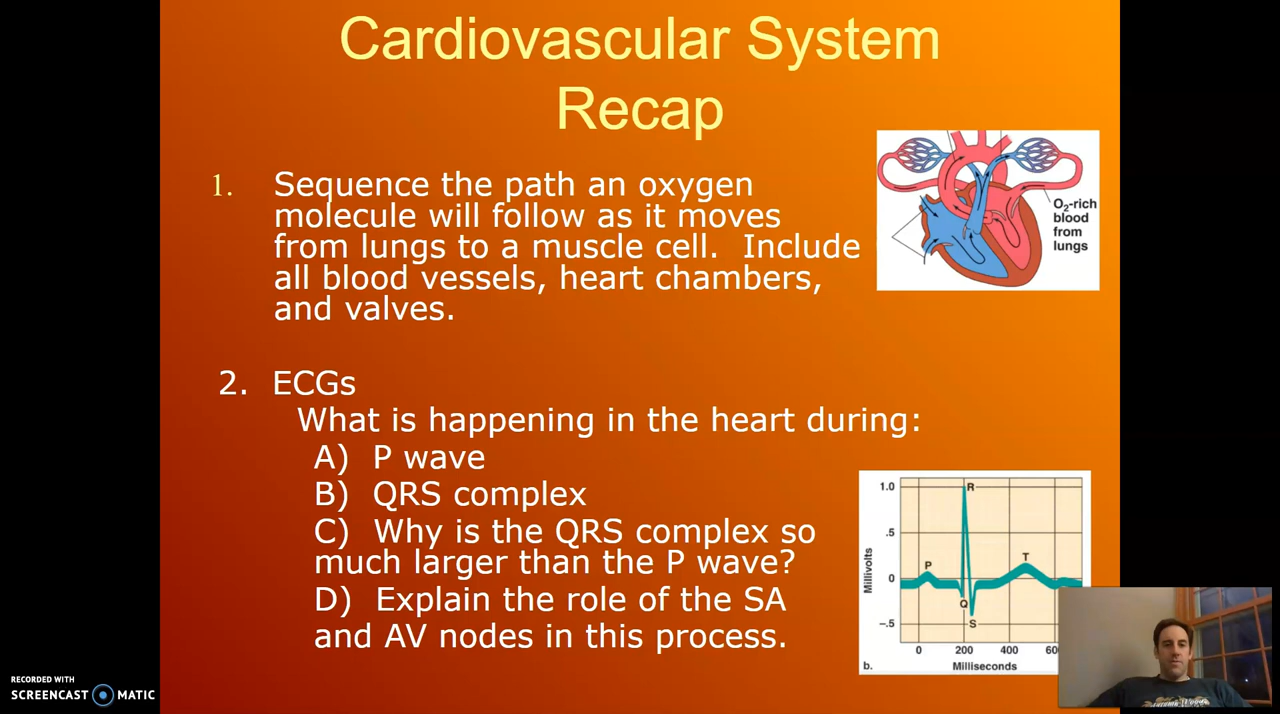 Cardiovascular System
Recap
1. Sequence the path an oxygen
molecule will follow as it moves
from lungs to a muscle cell. Include
all blood vessels, heart chambers,
and valves.
O2-rich
blood
from
lungs
2. ECGs
What is happening in the heart during:
A) P wave
B) QRS complex
C) Why is the QRS complex so
much larger than the P wave?
D) Explain the role of the SA
and AV nodes in this process.
1.0
R
.5
Millivolts
P
T
0
Q
-.5
S
0 200 400
b.
Milliseconds
RECORDED WITH
SCREENCAST MATIC